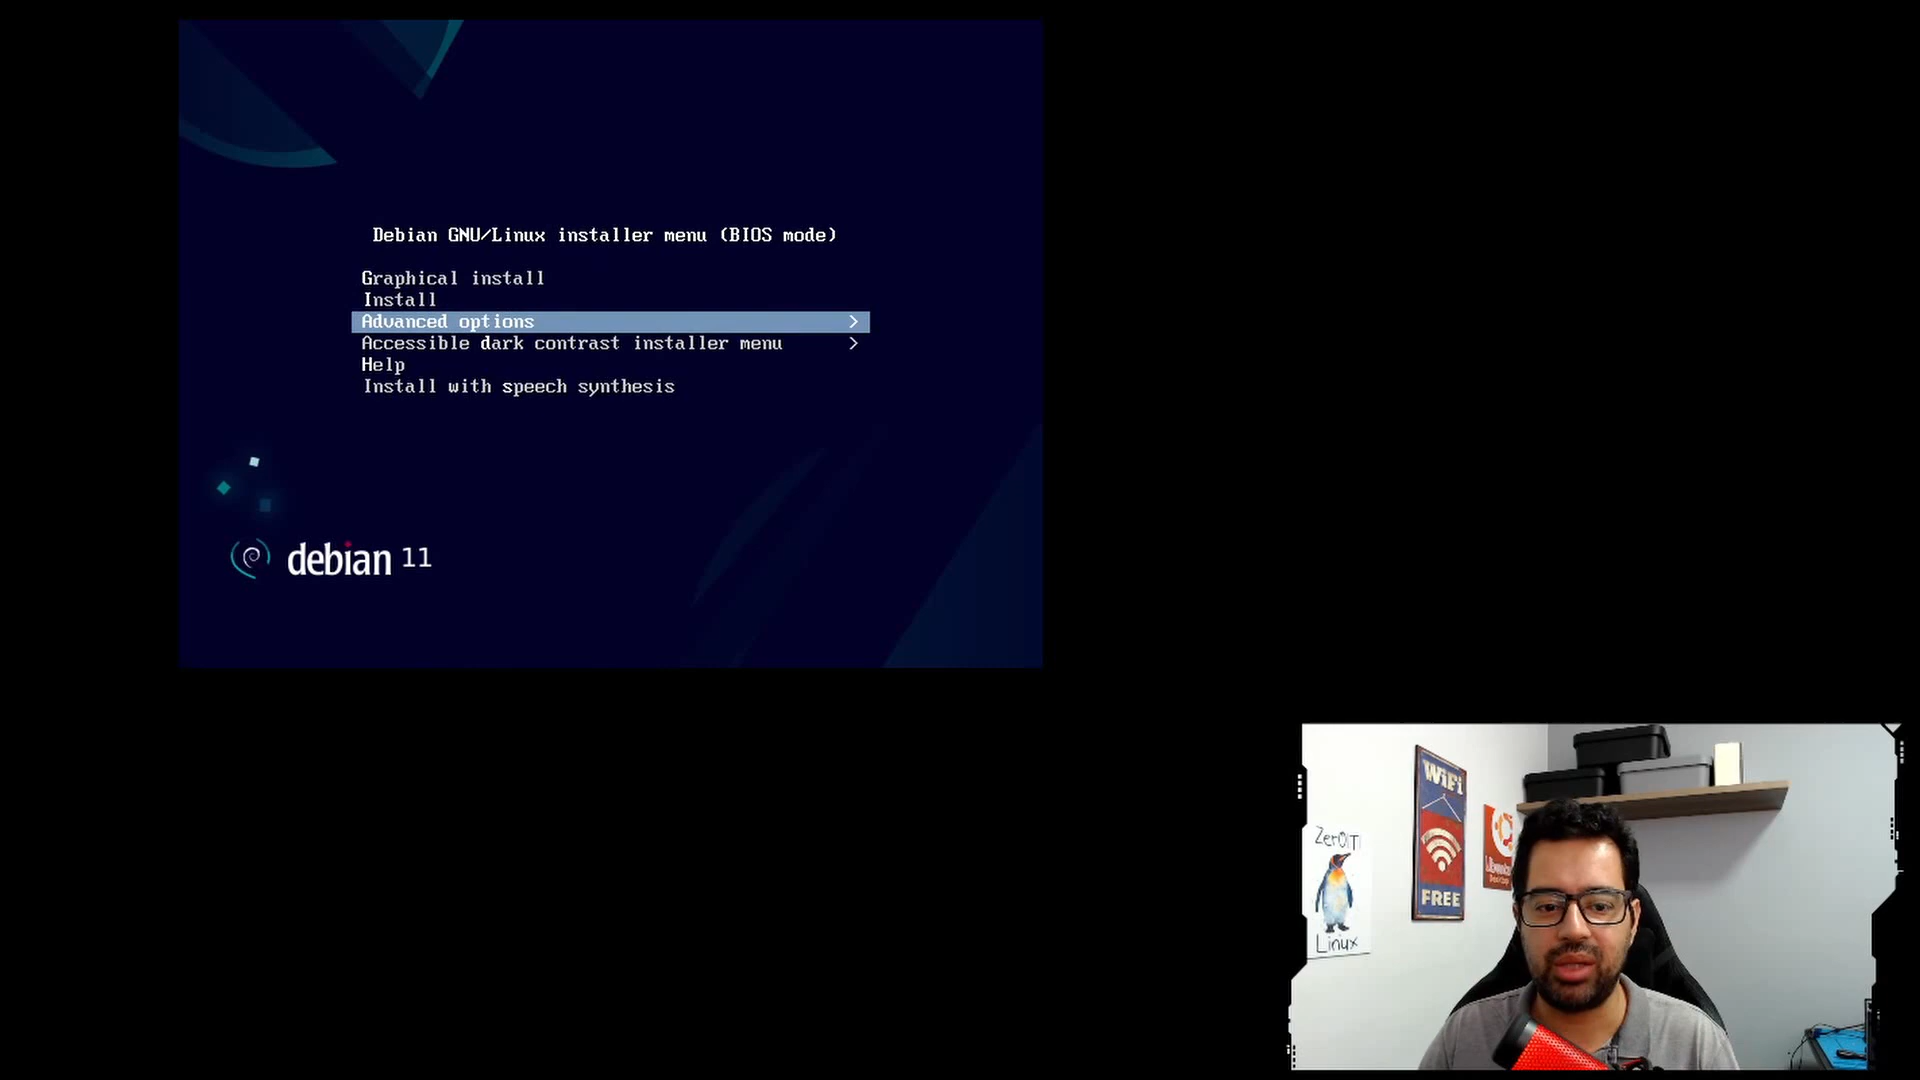 Debian GNU/Linux installer menu (BIOS mode)
Graphical install
Install
Advanced options >
Accessible dark contrast installer menu >
Help
Install with speech synthesis
debian 11
WiFi
FREE
Zer0iTi
Linux